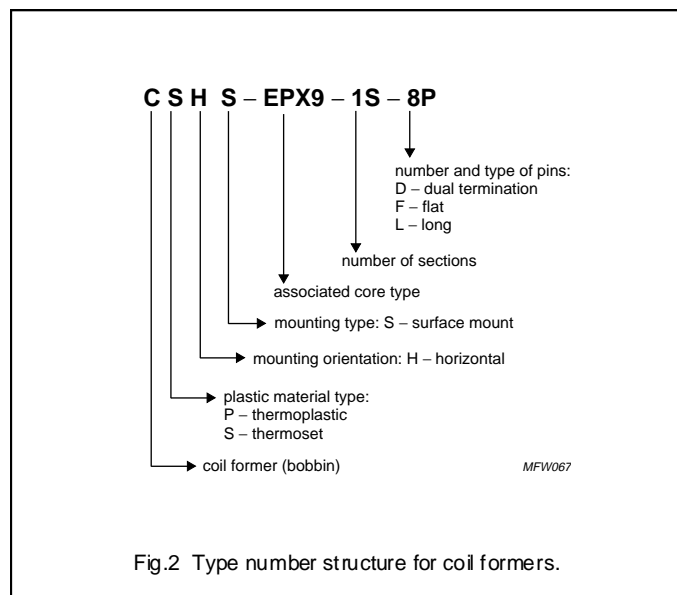 C S H S – EPX9 – 1S – 8P
number and type of pins:
D – dual termination
F – flat
L – long
number of sections
associated core type
mounting type: S – surface mount
mounting orientation: H – horizontal
plastic material type:
P – thermoplastic
S – thermoset
coil former (bobbin)
MFW067
Fig.2 Type number structure for coil formers.